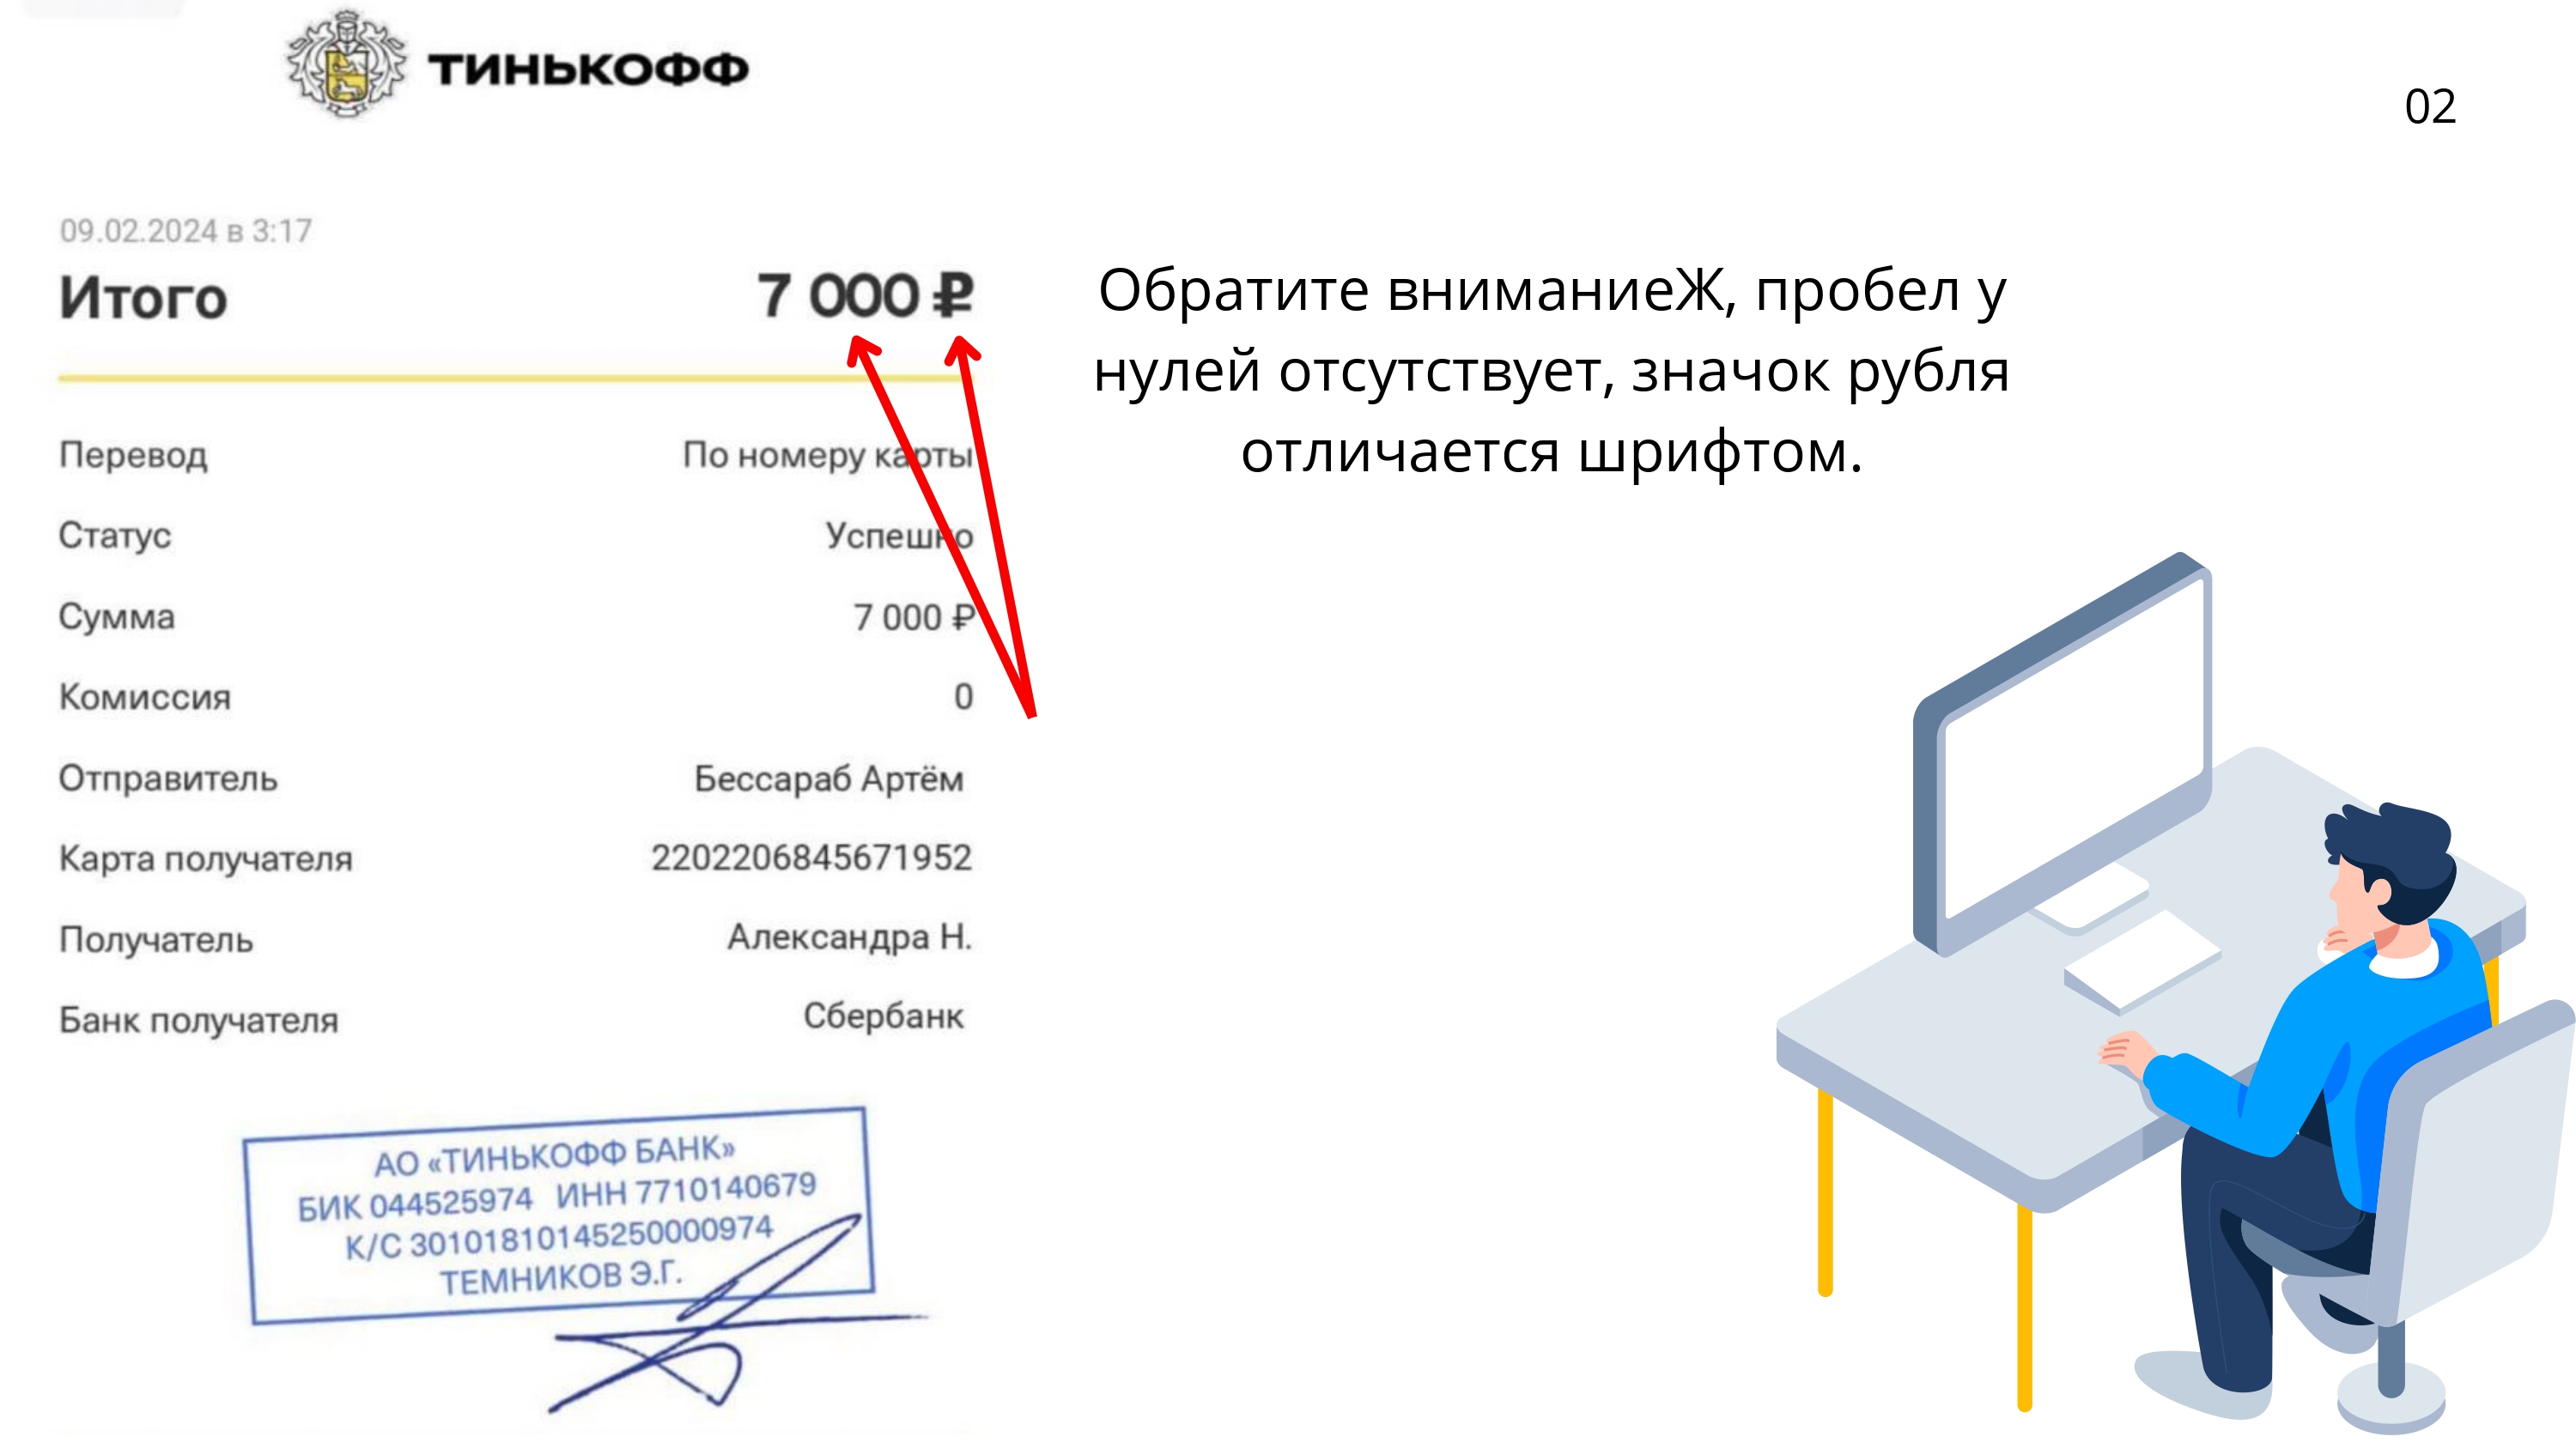 ТИНЬКОФФ
02
09.02.2024 в 3:17
Итого 7 000 ₽
Обратите вниманиеЖ, пробел у
нулей отсутствует, значок рубля
отличается шрифтом.
Перевод По номеру карты
Статус Успешно
Сумма 7 000 ₽
Комиссия 0
Отправитель Бессараб Артём
Карта получателя 2202206845671952
Получатель Александра Н.
Банк получателя Сбербанк
АО «ТИНЬКОФФ БАНК»
БИК 044525974 ИНН 7710140679
К/С 30101810145250000974
ТЕМНИКОВ Э.Г.